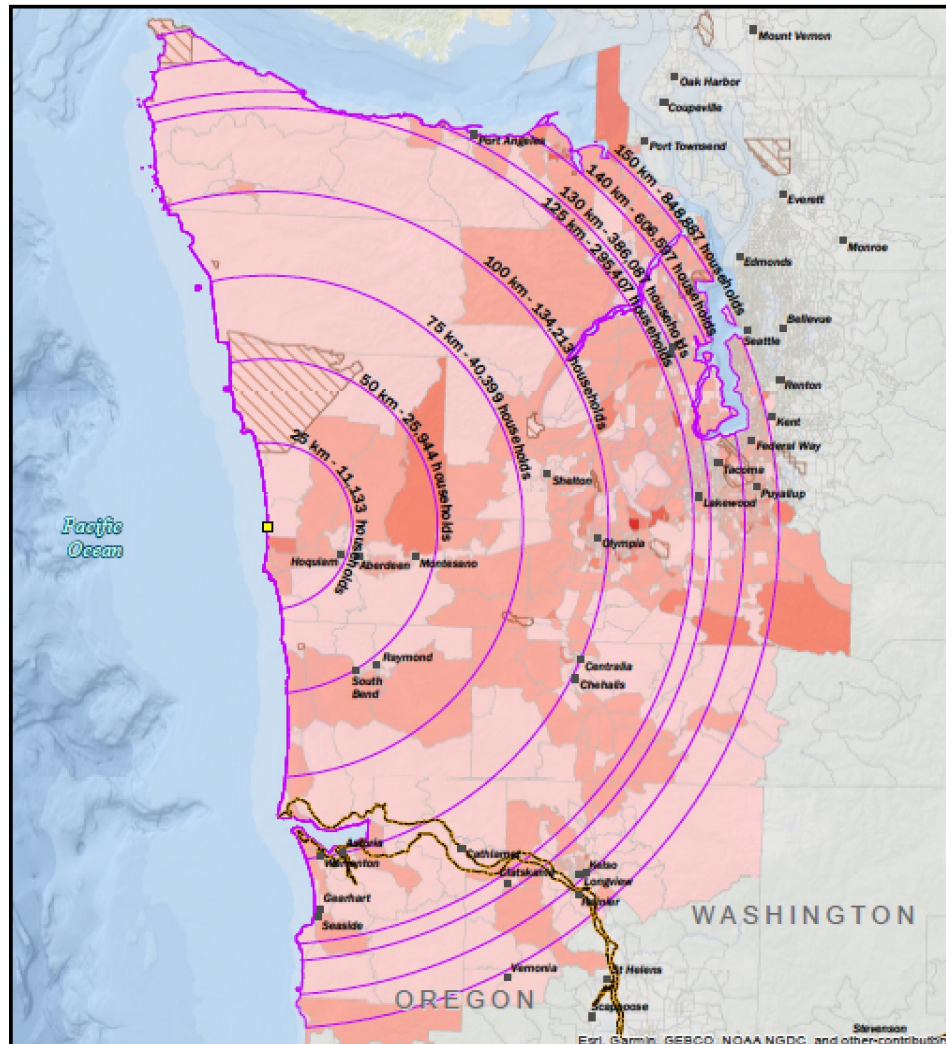 Mount Vernon
Oak Harbor
Coupeville
Port Angeles
Port Townsend
Everett
Monroe
Edmonds
Bellevue
Seattle
Renton
Kent
Federal Way
Tacoma
Puyallup
Lakewood
Shelton
Olympia
150 km - 848,887 households
140 km - 606,597 households
130 km - 386,087 households
125 km - 295,407 households
100 km - 134,213 households
75 km - 40,399 households
50 km - 25,944 households
25 km - 11,133 households
Pacific
Ocean
Hoquiam
Aberdeen
Montesano
Raymond
South
Bend
Centralia
Chehalis
Astoria
Warrenton
Cathlamet
Clatskanie
Kelso
Longview
Rainier
Gearhart
Seaside
WASHINGTON
Vernonia
St Helens
OREGON
Scappoose
Stevenson
Esri, Garmin, GEBCO, NOAA NGDC, and other contributors